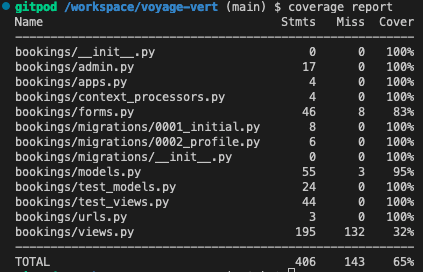 gitpod /workspace/voyage-vert (main) $ coverage report
Name Stmts Miss Cover
bookings/__init__.py 0 0 100%
bookings/admin.py 17 0 100%
bookings/apps.py 4 0 100%
bookings/context_processors.py 4 0 100%
bookings/forms.py 46 8 83%
bookings/migrations/0001_initial.py 8 0 100%
bookings/migrations/0002_profile.py 6 0 100%
bookings/migrations/__init__.py 0 0 100%
bookings/models.py 55 3 95%
bookings/test_models.py 24 0 100%
bookings/test_views.py 44 0 100%
bookings/urls.py 3 0 100%
bookings/views.py 195 132 32%
TOTAL 406 143 65%